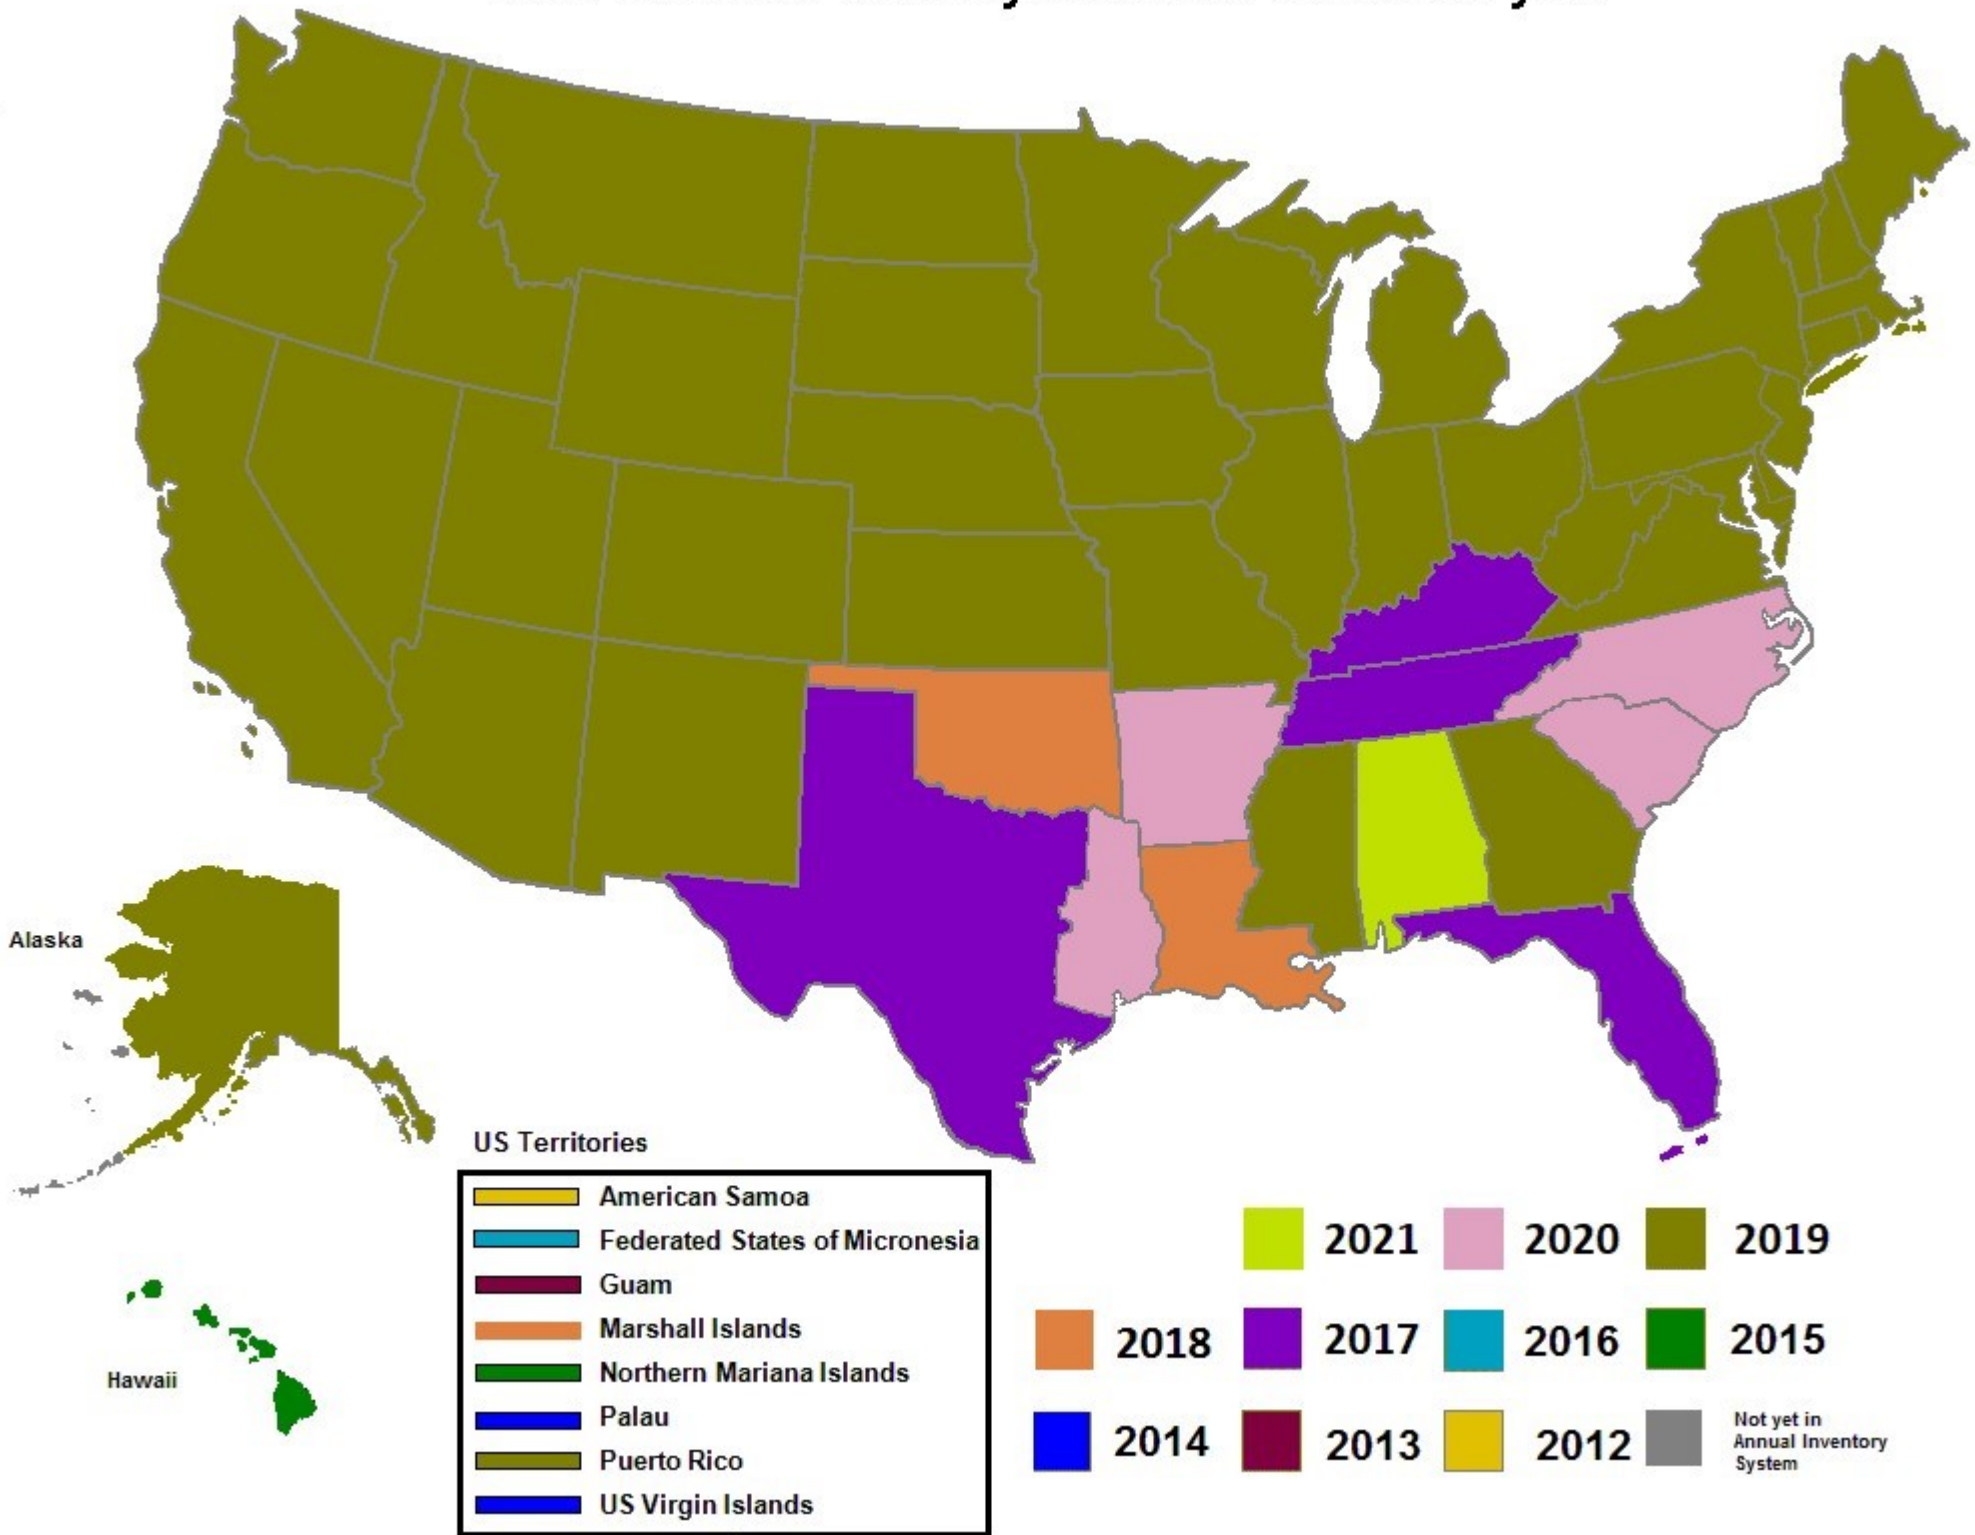 Alaska
Hawaii
US Territories
American Samoa
Federated States of Micronesia
Guam
Marshall Islands
Northern Mariana Islands
Palau
Puerto Rico
US Virgin Islands
2021
2020
2019
2018
2017
2016
2015
2014
2013
2012
Not yet in
Annual Inventory
System